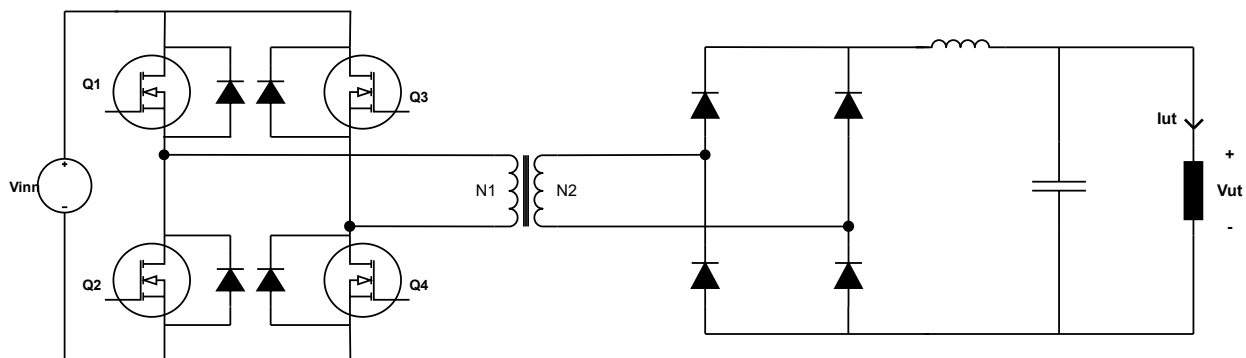 Q1
Q3
Iut
+
Vinn
+
-
N1
N2
+
Vut
-
Q2
Q4